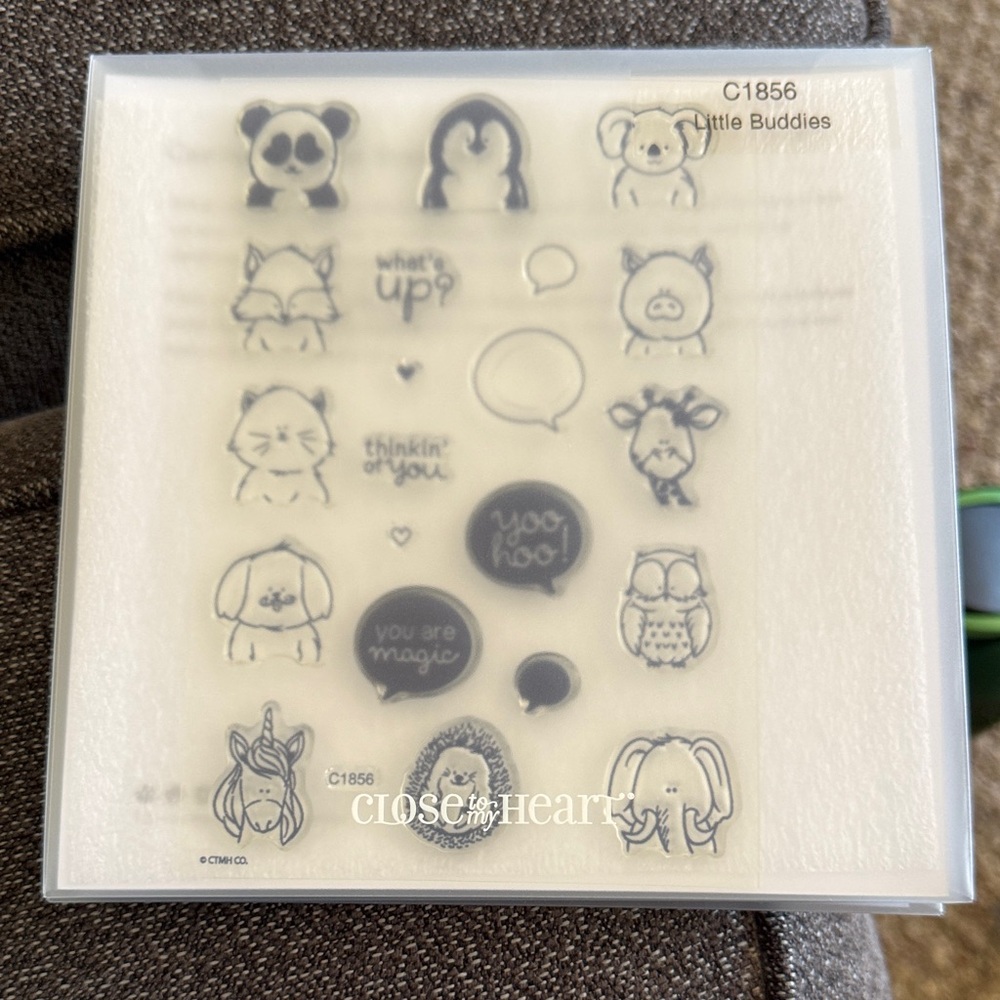 C1856
Little Buddies
what's
up?
thinkin'
of you
yoo
hoo!
you are
magic
C1856
CLOSE to my HEART™
© CTMH CO.